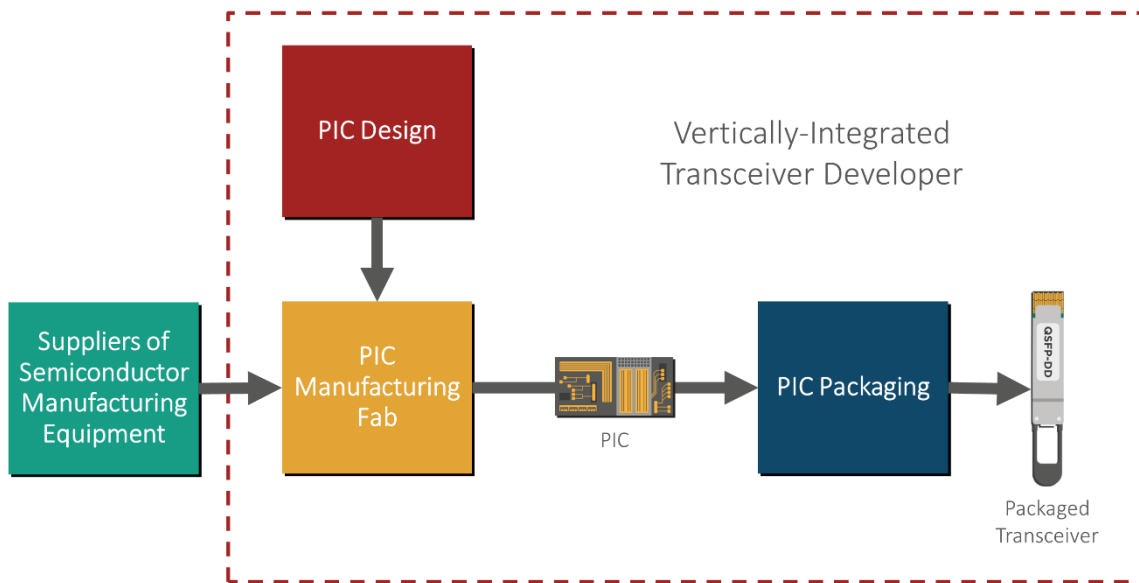 PIC Design
Vertically-Integrated
Transceiver Developer
Suppliers of
Semiconductor
Manufacturing
Equipment
PIC
Manufacturing
Fab
PIC
PIC Packaging
QSFP-DD
Packaged
Transceiver